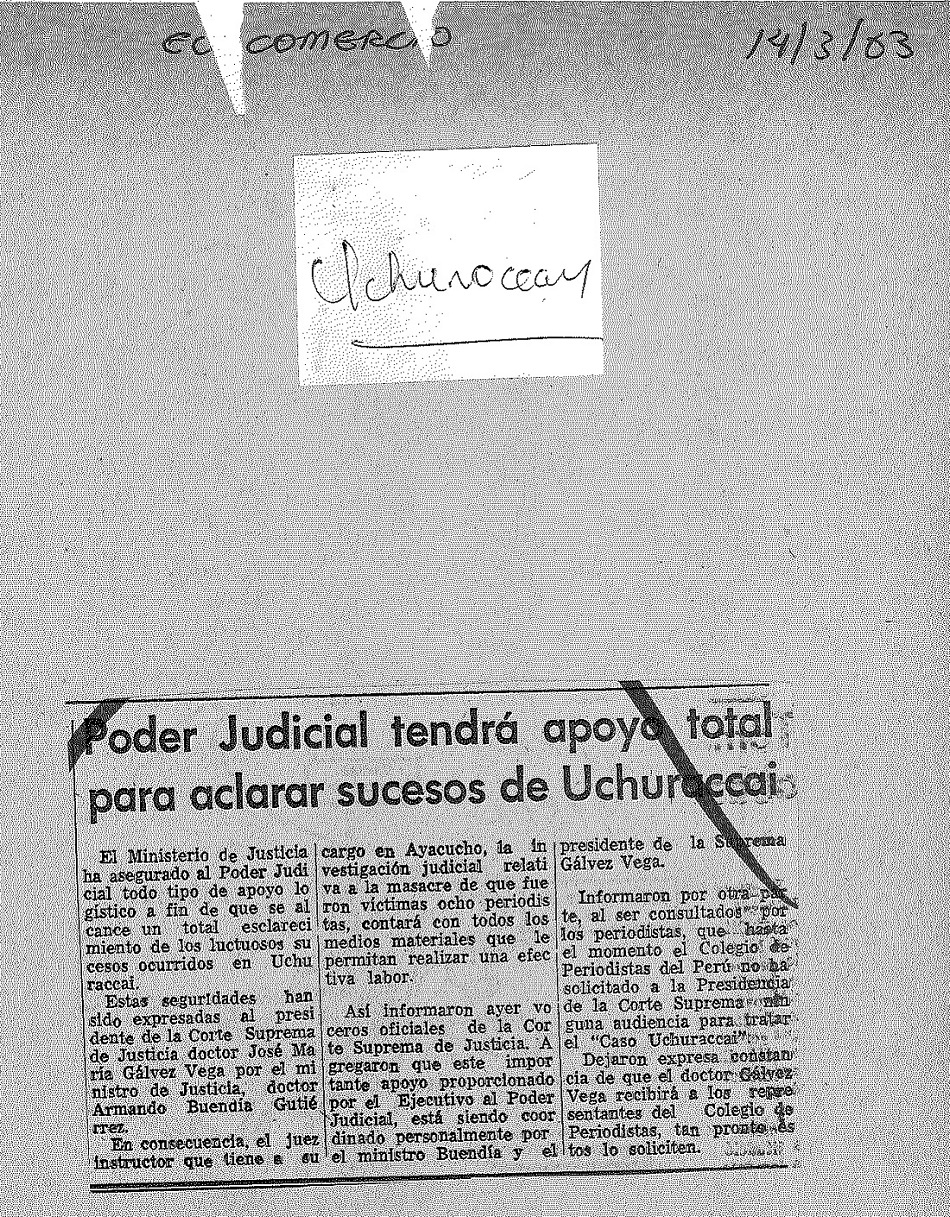 EL COMERCIO
14/3/83
Uchuraccay
Poder Judicial tendrá apoyo total
para aclarar sucesos de Uchuraccai
El Ministerio de Justicia
ha asegurado al Poder Judi
cial todo tipo de apoyo lo
gístico a fin de que se al
cance un total esclareci
miento de los luctuosos su
cesos ocurridos en Uchu
raccai.
Estas seguridades han
sido expresadas al presi
dente de la Corte Suprema
de Justicia doctor José Ma
ría Gálvez Vega por el mi
nistro de Justicia, doctor
Armando Buendía Gutié
rrez.
En consecuencia, el juez
instructor que tiene a su
cargo en Ayacucho, la in
vestigación judicial relati
va a la masacre de que fue
ron víctimas ocho periodis
tas, contará con todos los
medios materiales que le
permitan realizar una efec
tiva labor.
Así informaron ayer vo
ceros oficiales de la Cor
te Suprema de Justicia. A
gregaron que este impor
tante apoyo proporcionado
por el Ejecutivo al Poder
Judicial, está siendo coor
dinado personalmente por
el ministro Buendía y el
presidente de la Suprema
Gálvez Vega.
Informaron por otra par
te, al ser consultados por
los periodistas, que hasta
el momento el Colegio de
Periodistas del Perú no ha
solicitado a la Presidencia
de la Corte Suprema nin
guna audiencia para tratar
el "Caso Uchuraccai".
Dejaron expresa constan
cia de que el doctor Gálvez
Vega recibirá a los repre
sentantes del Colegio de
Periodistas, tan pronto és
tos lo soliciten.